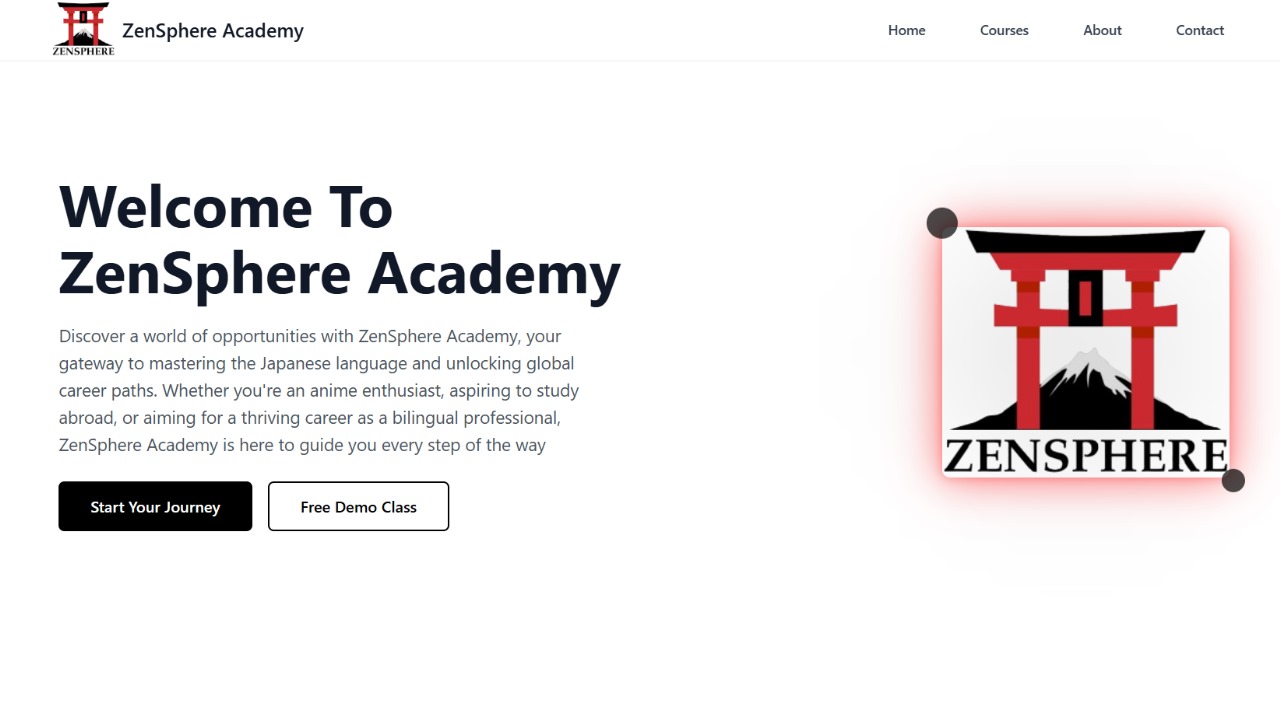 ZENSPHERE
ZenSphere Academy
Home
Courses
About
Contact
Welcome To
ZenSphere Academy
Discover a world of opportunities with ZenSphere Academy, your
gateway to mastering the Japanese language and unlocking global
career paths. Whether you're an anime enthusiast, aspiring to study
abroad, or aiming for a thriving career as a bilingual professional,
ZenSphere Academy is here to guide you every step of the way
Start Your Journey
Free Demo Class
ZENSPHERE